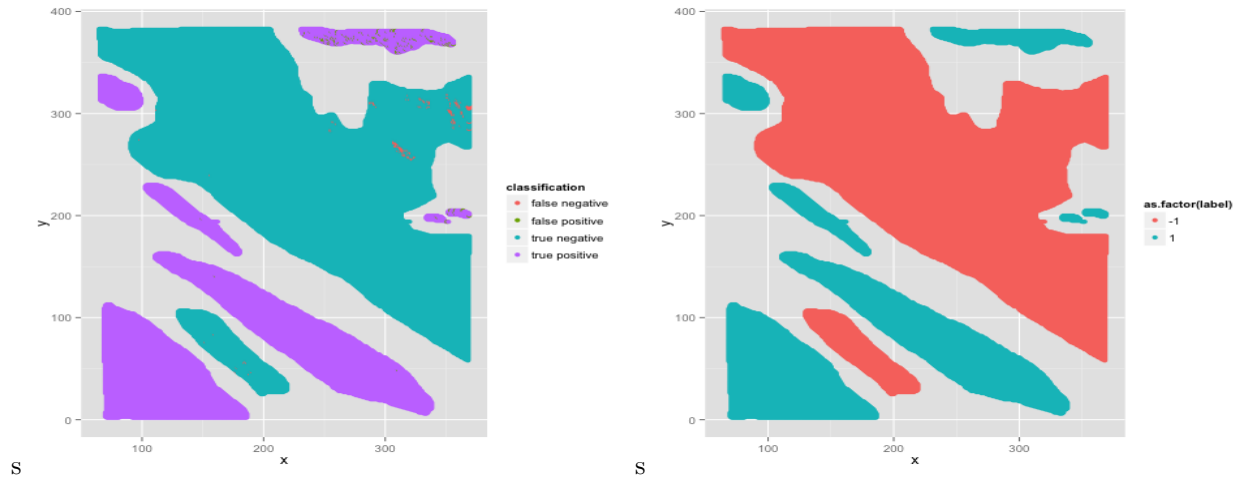 400
300
200
100
0
y
100
200
300
x
classification
false negative
false positive
true negative
true positive
S
400
300
200
100
0
y
100
200
300
x
as.factor(label)
-1
1
S